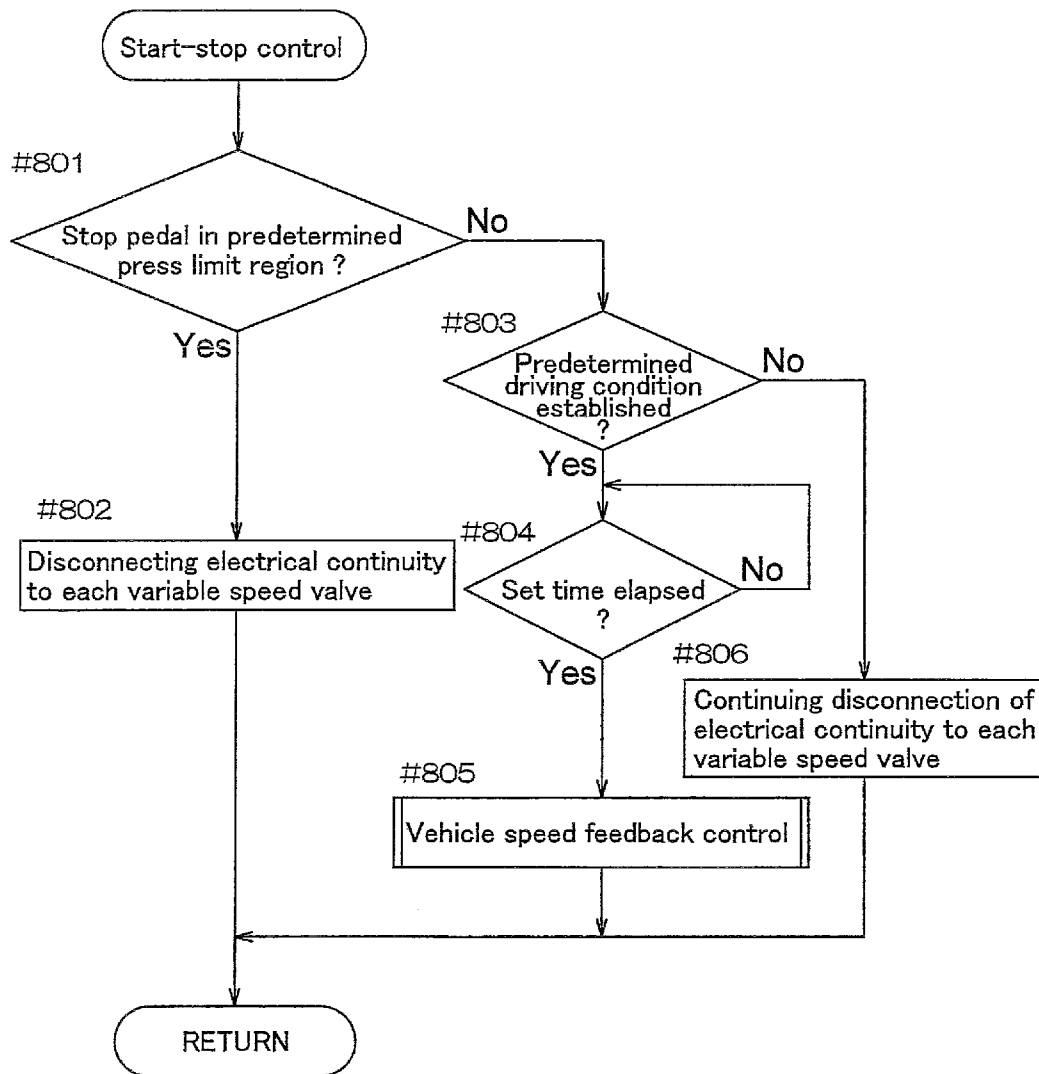 Start-stop control
#801
Stop pedal in predetermined
press limit region ?
No
Yes
#803
Predetermined
driving condition
established
?
No
Yes
#802
Disconnecting electrical continuity
to each variable speed valve
#804
Set time elapsed
?
No
Yes
#806
Continuing disconnection of
electrical continuity to each
variable speed valve
#805
Vehicle speed feedback control
RETURN